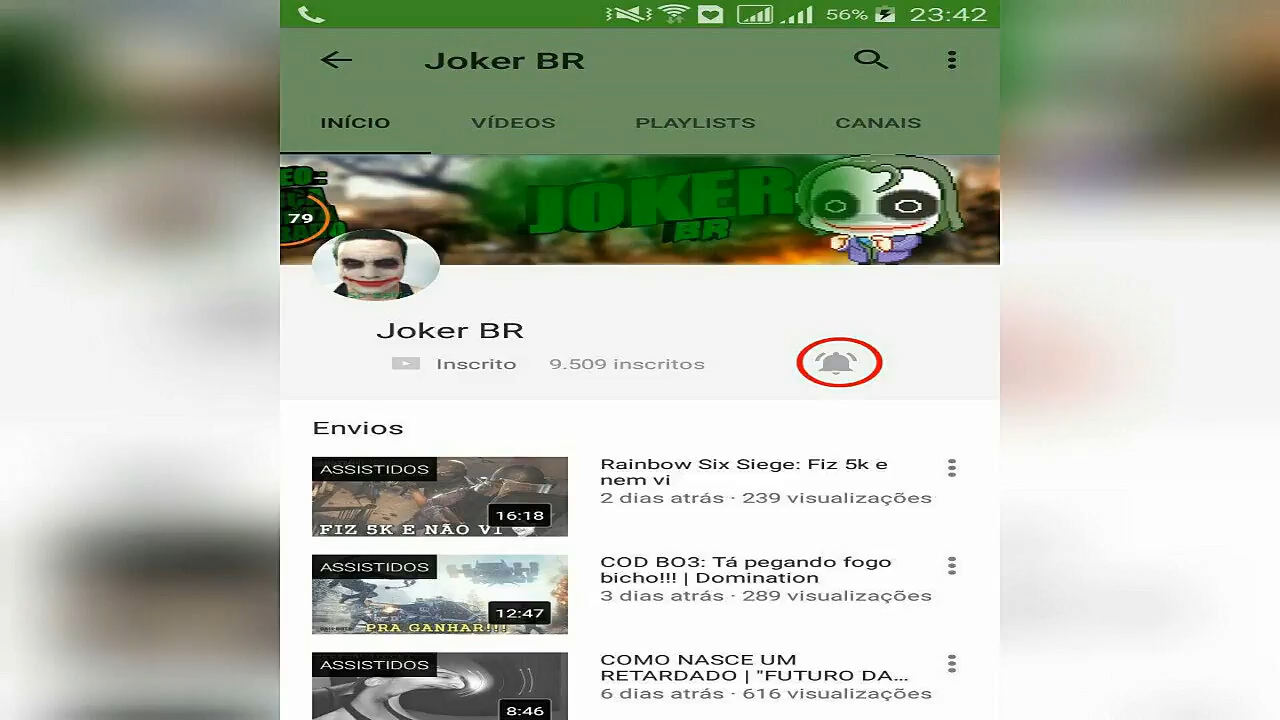 56% 23:42
Joker BR
INÍCIO VÍDEOS PLAYLISTS CANAIS
79
JOKER
BR
Joker BR
Inscrito 9.509 inscritos
Envios
ASSISTIDOS
FIZ 5K E NÃO VI
16:18
Rainbow Six Siege: Fiz 5k e
nem vi
2 dias atrás · 239 visualizações
ASSISTIDOS
PRA GANHAR!!!
12:47
COD BO3: Tá pegando fogo
bicho!!! | Domination
3 dias atrás · 289 visualizações
ASSISTIDOS
8:46
COMO NASCE UM
RETARDADO | "FUTURO DA...
6 dias atrás · 616 visualizações